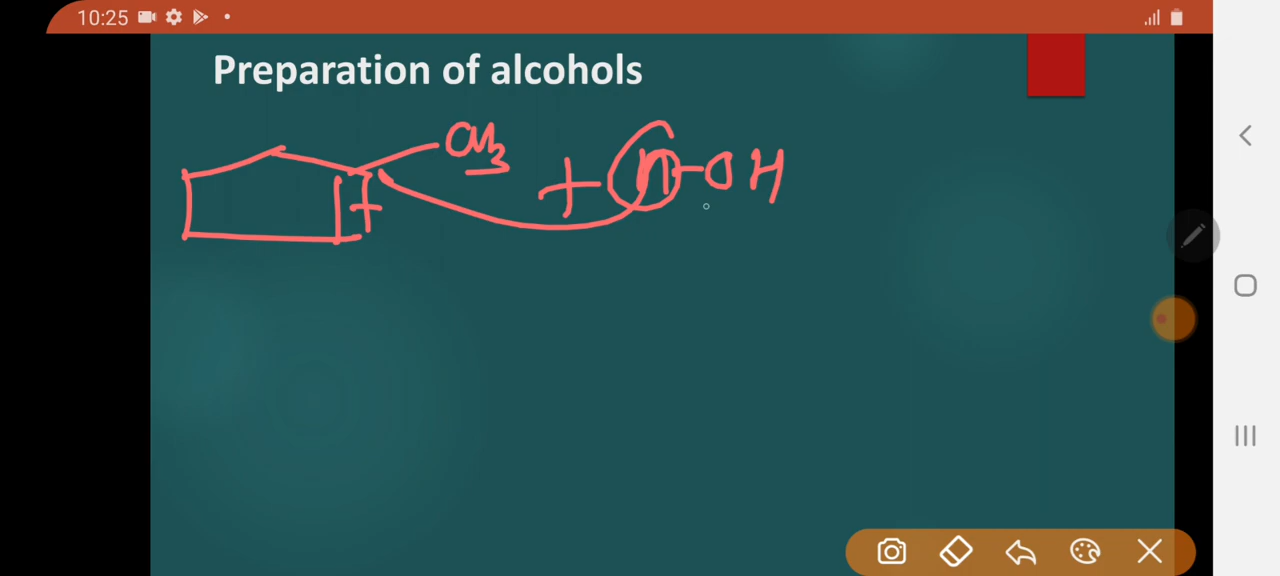 10:25
Preparation of alcohols
CH3
+ H-OH
+